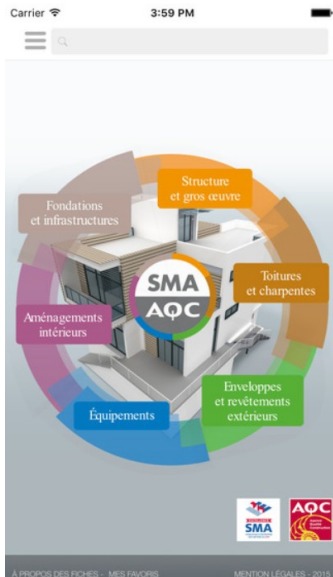 Carrier 3:59 PM
Structure
et gros œuvre
Fondations
et infrastructures
Toitures
et charpentes
SMA
AQC
Aménagements
intérieurs
Enveloppes
et revêtements
extérieurs
Équipements
SMA
AQC
À PROPOS DES FICHES - MES FAVORIS
MENTION LÉGALES - 2015